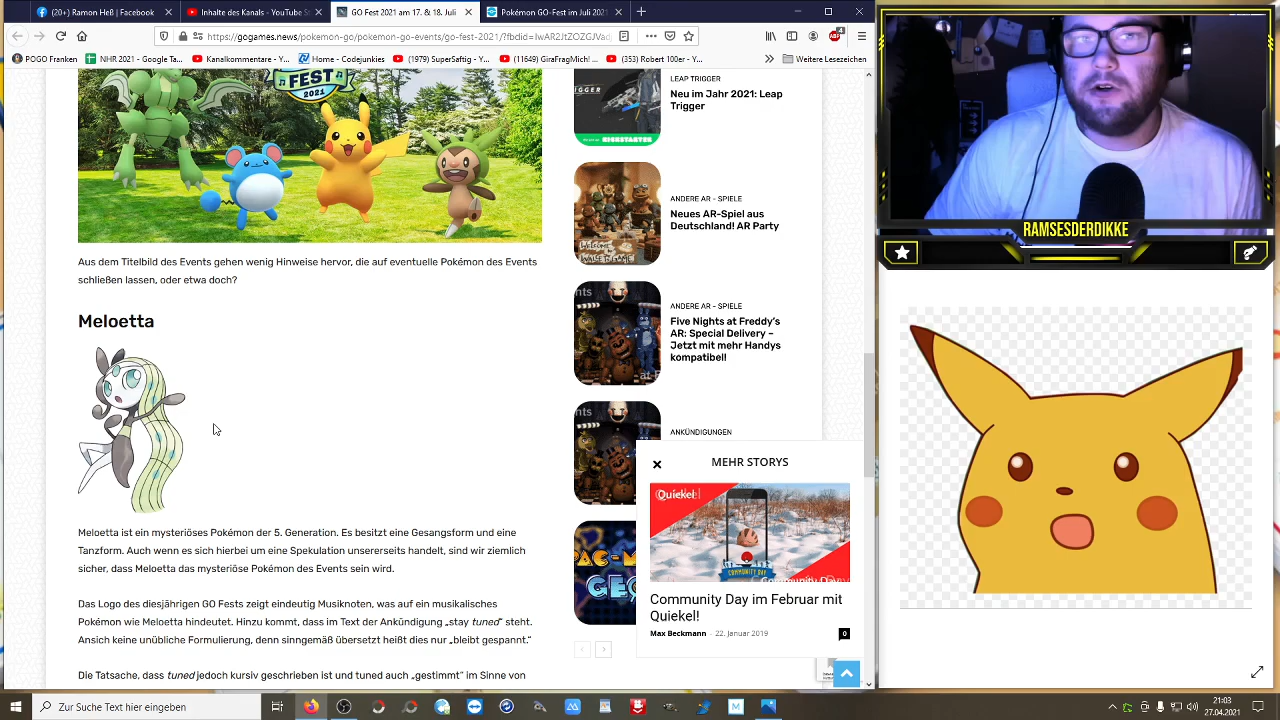 (20+) Ramon Heß | Facebook
Inhalte des Kanals - YouTube St
GO Fest 2021 am 17. & 18. Juli
Pokémon GO Fest im Juli 2021
https://pgogames.news/pokemon-go/pokemon-go-events/go-fest-2021/?fbclid=IwAR2JtZOZGJVad
POGO Franken
NHR 2021 - Google Ta...
Kanalkommentare - Y...
Home :: Codejunkies
(1979) SuperSaftig - Y...
(11649) GiraFragMich! ...
(353) Robert 100er - Y...
Weitere Lesezeichen
FEST
2021
Aus dem Titelbild des Events gehen wenig Hinweise hervor, die auf eventuelle Pokémon des Events
schließen lassen, oder etwa doch?
Meloetta
Meloetta ist ein mysteriöses Pokémon der 5. Generation. Es besitzt eine Gesangsform und eine
Tanzform. Auch wenn es sich hierbei um eine Spekulation unsererseits handelt, sind wir ziemlich
sicher, dass Meloetta das mysteriöse Pokémon des Events sein wird.
Das Logo des diesjährigen GO Fests zeigt eindeutig Musiknoten, was auf ein musikalisches
Pokémon wie Meloetta hindeutet. Hinzu kommt, dass im Text der Ankündigung „stay tuned“ steht.
Ansich keine unübliche Formulierung, denn sinngemäß übersetzt heißt dies nur „bleibt gespannt.“
Die Tatsache, dass tuned jedoch kursiv geschrieben ist und tuned auch „gestimmt“ im Sinne von
LEAP TRIGGER
Neu im Jahr 2021: Leap
Trigger
KICKSTARTER
ANDERE AR - SPIELE
Neues AR-Spiel aus
Deutschland! AR Party
ANDERE AR - SPIELE
Five Nights at Freddy's
AR: Special Delivery –
Jetzt mit mehr Handys
kompatibel!
ANKÜNDIGUNGEN
MEHR STORYS
Quiekel
Community Day
Community Day im Februar mit
Quiekel!
Max Beckmann - 22. Januar 2019
0
RAMSESDERDIKKE
Zur Suche Text hier eingeben
21:03
27.04.2021